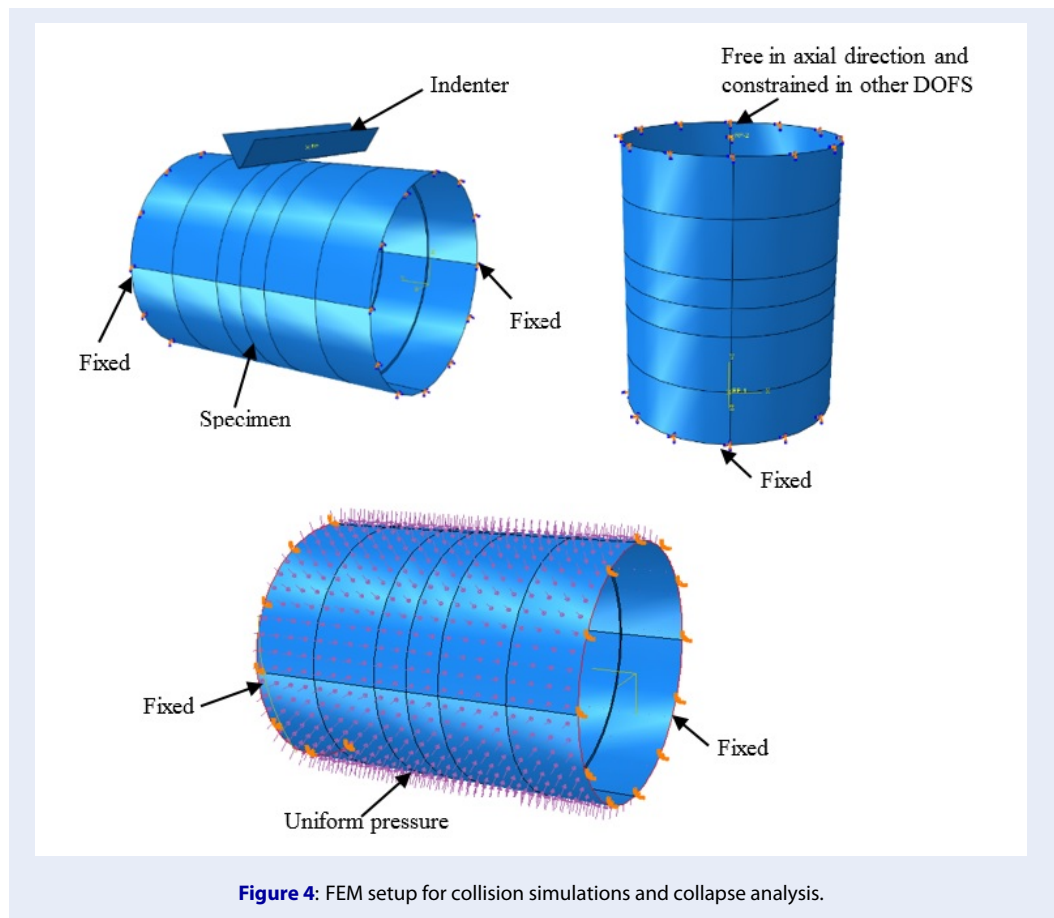 Indenter
Free in axial direction and
constrained in other DOFS
Fixed
Fixed
Specimen
Fixed
Fixed
Fixed
Uniform pressure
Figure 4: FEM setup for collision simulations and collapse analysis.